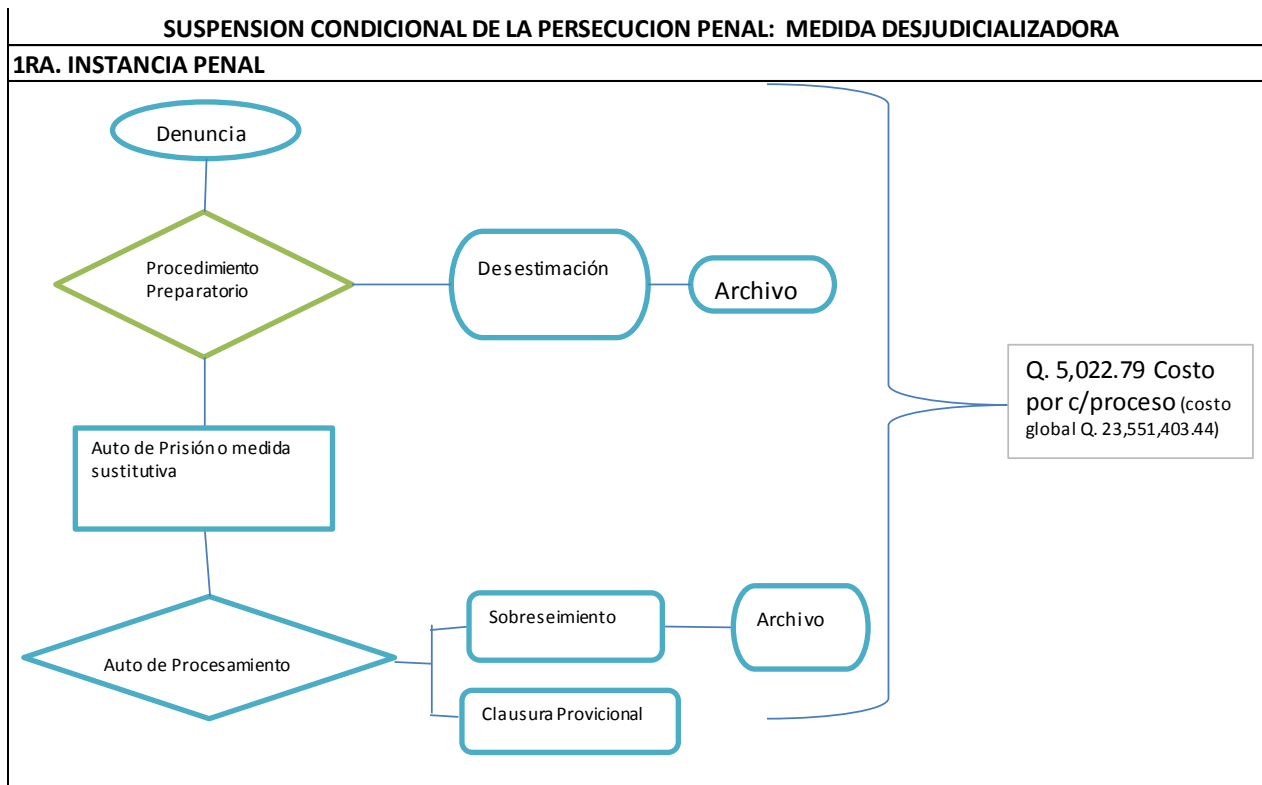 SUSPENSION CONDICIONAL DE LA PERSECUCION PENAL:  MEDIDA DESJUDICIALIZADORA
1RA. INSTANCIA PENAL
Denuncia
Procedimiento
Preparatorio
Desestimación
Archivo
Q. 5,022.79 Costo
por c/proceso (costo
global Q. 23,551,403.44)
Auto de Prisión o medida
sustitutiva
Auto de Procesamiento
Sobreseimiento
Archivo
Clausura Provicional